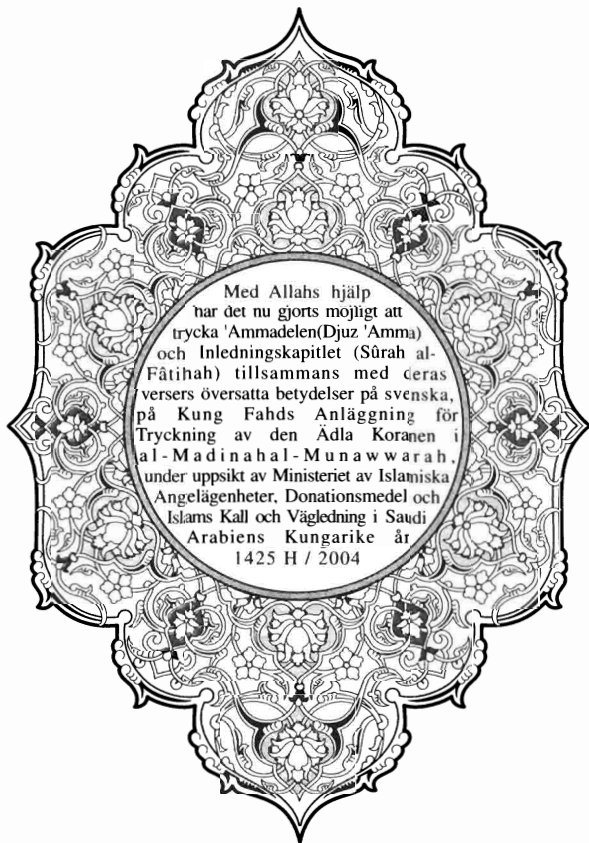 Med Allahs hjälp
har det nu gjorts möjligt att
trycka 'Ammadelen(Djuz 'Amma)
och Inledningskapitlet (Sûrah al-
Fâtihah) tillsammans med deras
versers översatta betydelser på svenska,
på Kung Fahds Anläggning för
Tryckning av den Ädla Koranen i
al-Madinahal-Munawwarah,
under uppsikt av Ministeriet av Islamiska
Angelägenheter, Donationsmedel och
Islams Kall och Vägledning i Saudi
Arabiens Kungarike år
1425 H / 2004